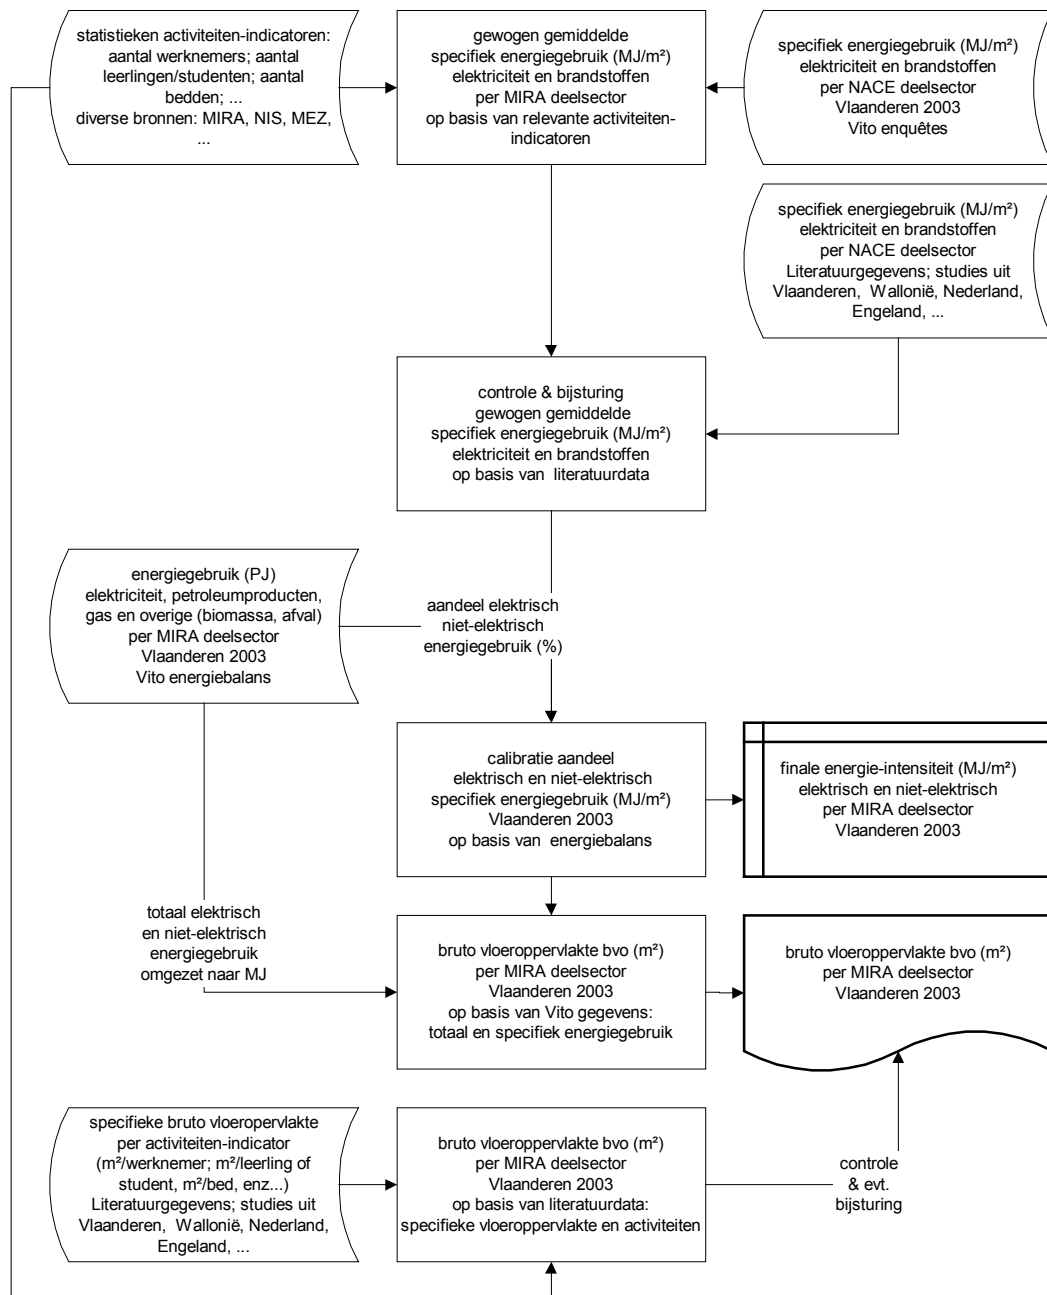 statistieken activiteiten-indicatoren:
aantal werknemers; aantal
leerlingen/studenten; aantal
bedden; ...
diverse bronnen: MIRA, NIS, MEZ,
...
gewogen gemiddelde
specifiek energiegebruik (MJ/m²)
elektriciteit en brandstoffen
per MIRA deelsector
op basis van relevante activiteiten-
indicatoren
specifiek energiegebruik (MJ/m²)
elektriciteit en brandstoffen
per NACE deelsector
Vlaanderen 2003
Vito enquêtes
specifiek energiegebruik (MJ/m²)
elektriciteit en brandstoffen
per NACE deelsector
Literatuurgegevens; studies uit
Vlaanderen, Wallonië, Nederland,
Engeland, ...
controle & bijsturing
gewogen gemiddelde
specifiek energiegebruik (MJ/m²)
elektriciteit en brandstoffen
op basis van literatuurdata
energiegebruik (PJ)
elektriciteit, petroleumproducten,
gas en overige (biomassa, afval)
per MIRA deelsector
Vlaanderen 2003
Vito energiebalans
aandeel elektrisch
niet-elektrisch
energiegebruik (%)
calibratie aandeel
elektrisch en niet-elektrisch
specifiek energiegebruik (MJ/m²)
Vlaanderen 2003
op basis van energiebalans
finale energie-intensiteit (MJ/m²)
elektrisch en niet-elektrisch
per MIRA deelsector
Vlaanderen 2003
totaal elektrisch
en niet-elektrisch
energiegebruik
omgezet naar MJ
bruto vloeroppervlakte bvo (m²)
per MIRA deelsector
Vlaanderen 2003
op basis van Vito gegevens:
totaal en specifiek energiegebruik
bruto vloeroppervlakte bvo (m²)
per MIRA deelsector
Vlaanderen 2003
specifieke bruto vloeropervlakte
per activiteiten-indicator
(m²/werknemer; m²/leerling of
student, m²/bed, enz...)
Literatuurgegevens; studies uit
Vlaanderen, Wallonië, Nederland,
Engeland, ...
bruto vloeroppervlakte bvo (m²)
per MIRA deelsector
Vlaanderen 2003
op basis van literatuurdata:
specifieke vloeroppervlakte en activiteiten
controle
& evt.
bijsturing